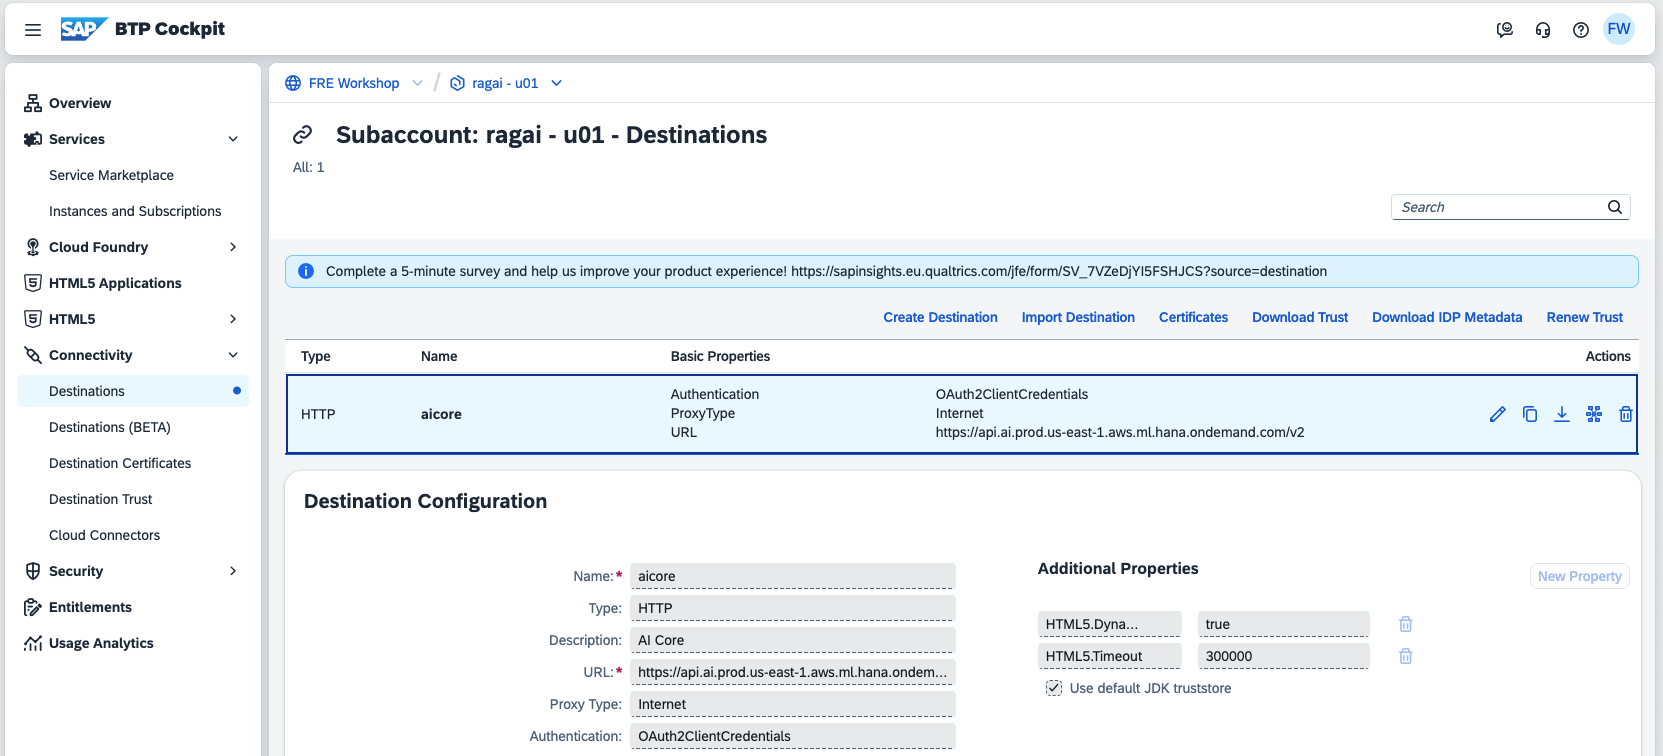 SAP BTP Cockpit
FW
Overview
Services
Service Marketplace
Instances and Subscriptions
Cloud Foundry
HTML5 Applications
HTML5
Connectivity
Destinations
Destinations (BETA)
Destination Certificates
Destination Trust
Cloud Connectors
Security
Entitlements
Usage Analytics
FRE Workshop / ragai - u01
Subaccount: ragai - u01 - Destinations
All: 1
Search
Complete a 5-minute survey and help us improve your product experience! https://sapinsights.eu.qualtrics.com/jfe/form/SV_7VZeDjYI5FSHJCS?source=destination
Create Destination Import Destination Certificates Download Trust Download IDP Metadata Renew Trust
Type Name Basic Properties Actions
HTTP aicore
Authentication OAuth2ClientCredentials
ProxyType Internet
URL https://api.ai.prod.us-east-1.aws.ml.hana.ondemand.com/v2
Destination Configuration
Name:* aicore
Type: HTTP
Description: AI Core
URL:* https://api.ai.prod.us-east-1.aws.ml.hana.ondem...
Proxy Type: Internet
Authentication: OAuth2ClientCredentials
Additional Properties
New Property
HTML5.Dyna... true
HTML5.Timeout 300000
Use default JDK truststore